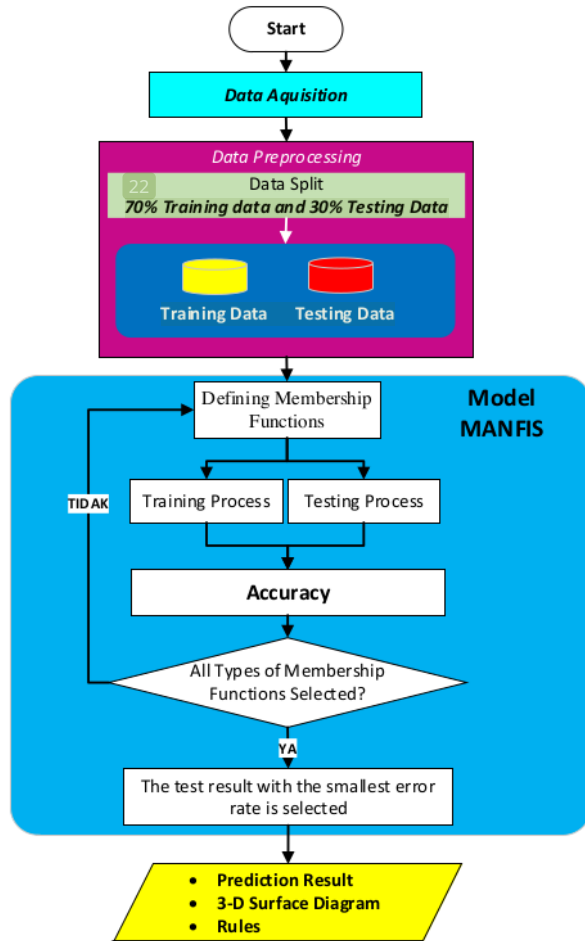 Start
Data Aquisition
Data Preprocessing
22
Data Split
70% Training data and 30% Testing Data
Training Data
Testing Data
Model
MANFIS
Defining Membership
Functions
TIDAK
Training Process
Testing Process
Accuracy
All Types of Membership
Functions Selected?
YA
The test result with the smallest error
rate is selected
• Prediction Result
• 3-D Surface Diagram
• Rules